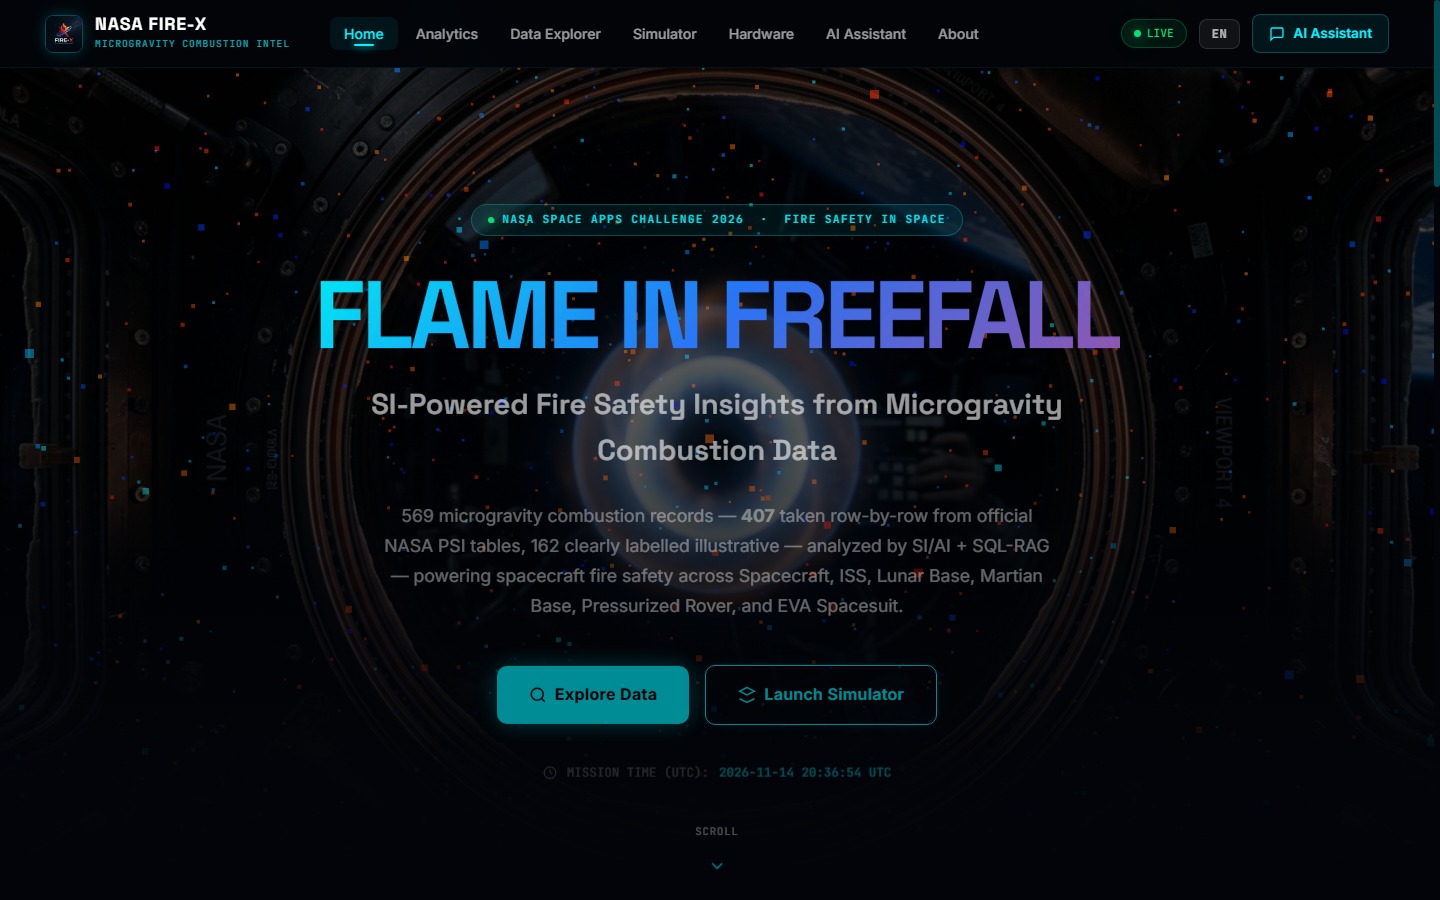 NASA FIRE-X
MICROGRAVITY COMBUSTION INTEL
Home
Analytics
Data Explorer
Simulator
Hardware
AI Assistant
About
LIVE
EN
AI Assistant
NASA SPACE APPS CHALLENGE 2026 · FIRE SAFETY IN SPACE
FLAME IN FREEFALL
SI-Powered Fire Safety Insights from Microgravity
Combustion Data
NASA
VIEWPORT 4
569 microgravity combustion records — 407 taken row-by-row from official
NASA PSI tables, 162 clearly labelled illustrative — analyzed by SI/AI + SQL-RAG
— powering spacecraft fire safety across Spacecraft, ISS, Lunar Base, Martian
Base, Pressurized Rover, and EVA Spacesuit.
Explore Data
Launch Simulator
MISSION TIME (UTC): 2026-11-14 20:36:54 UTC
SCROLL